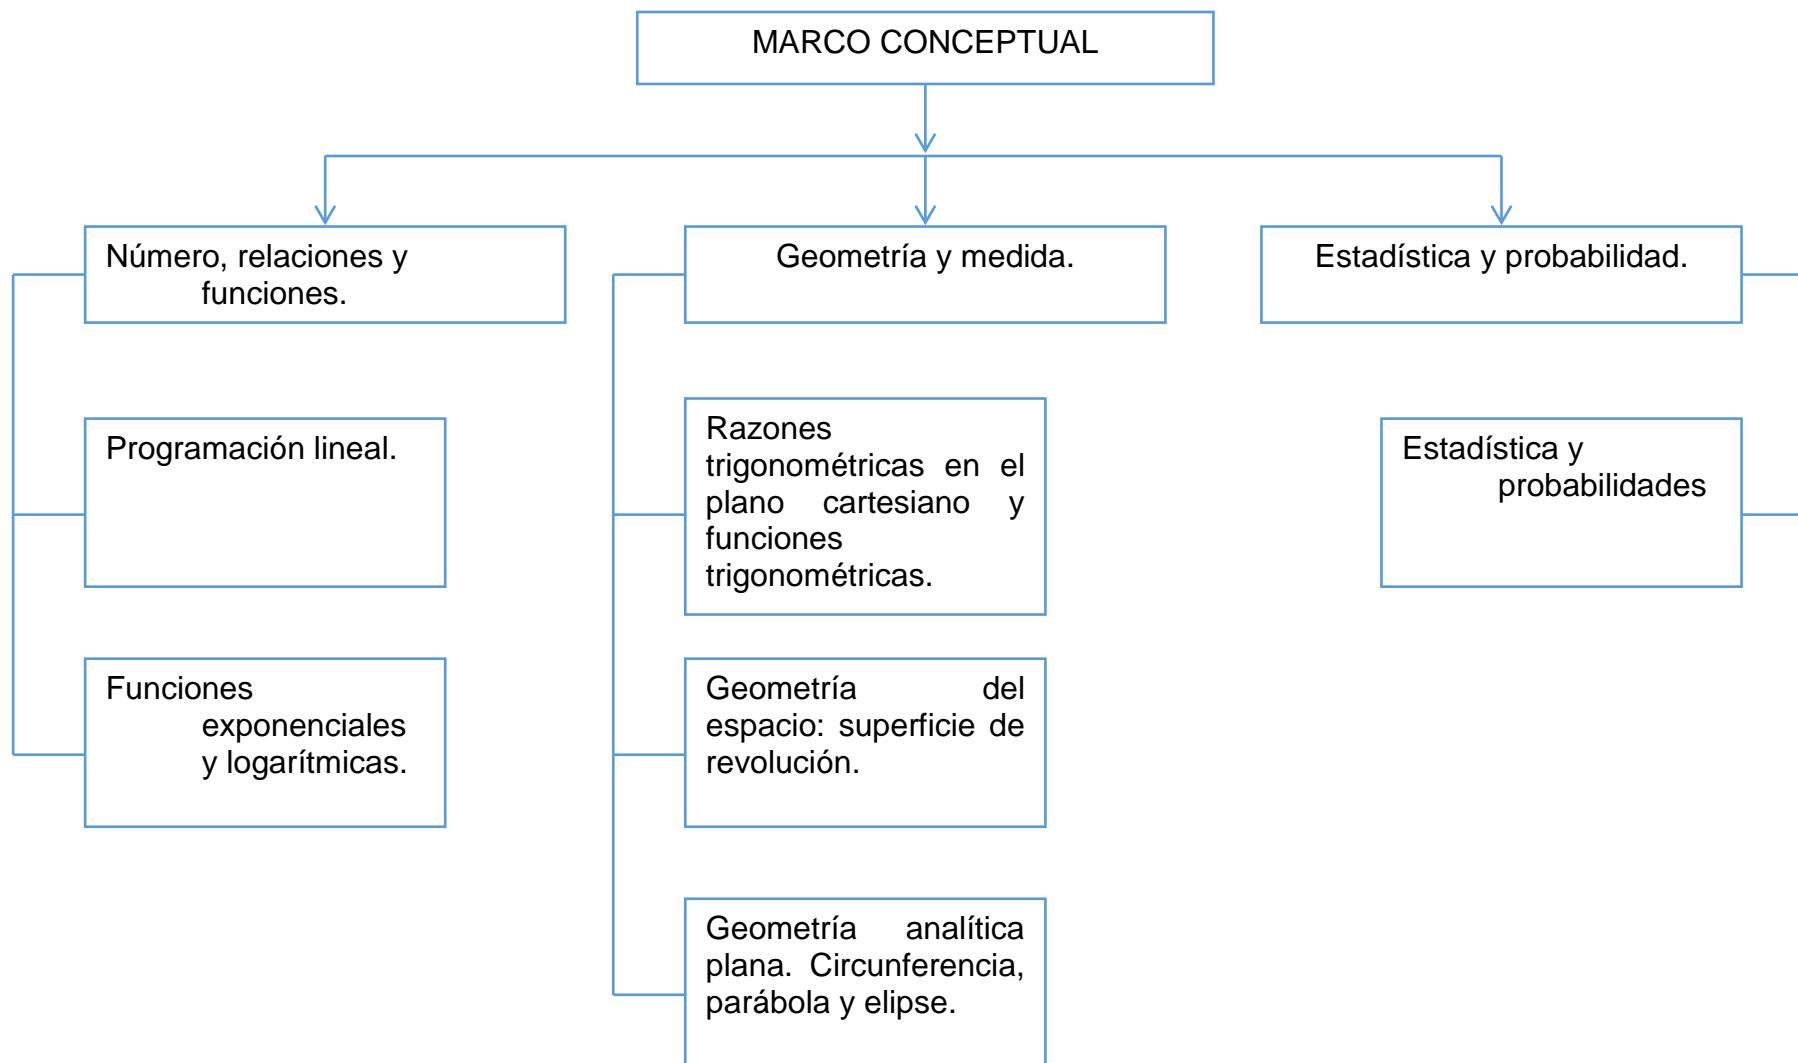 MARCO CONCEPTUAL
Número, relaciones y
funciones.
Geometría y medida.
Estadística y probabilidad.
Programación lineal.
Razones
trigonométricas en el
plano cartesiano y
funciones
trigonométricas.
Estadística y
probabilidades
Funciones
exponenciales
y logarítmicas.
Geometría del
espacio: superficie de
revolución.
Geometría analítica
plana. Circunferencia,
parábola y elipse.